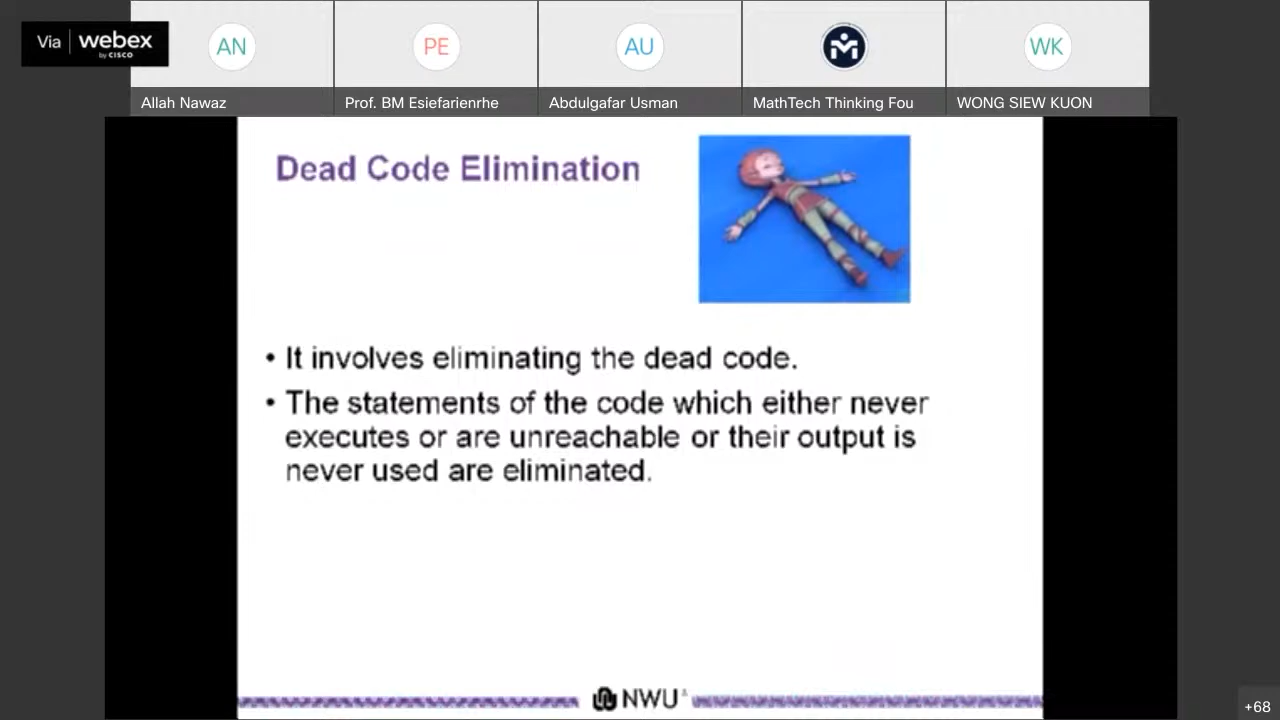 Via webex
by CISCO
AN
PE
AU
WK
Allah Nawaz
Prof. BM Esiefarienrhe
Abdulgafar Usman
MathTech Thinking Fou
WONG SIEW KUON
Dead Code Elimination
• It involves eliminating the dead code.
• The statements of the code which either never
executes or are unreachable or their output is
never used are eliminated.
NWU
+68